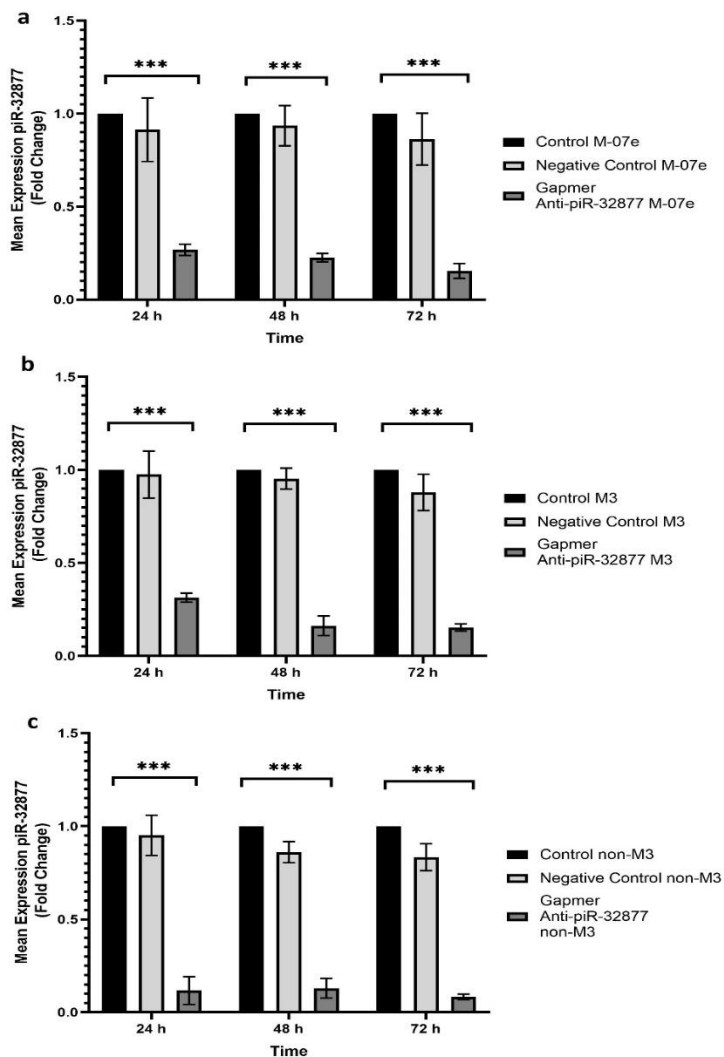 a
Mean Expression piR-32877
(Fold Change)
1.5
1.0
0.5
0.0
*** *** ***
24 h 48 h 72 h
Time
Control M-07e
Negative Control M-07e
Gapmer
Anti-piR-32877 M-07e
b
Mean Expression piR-32877
(Fold Change)
1.5
1.0
0.5
0.0
*** *** ***
24 h 48 h 72 h
Time
Control M3
Negative Control M3
Gapmer
Anti-piR-32877 M3
c
Mean Expression piR-32877
(Fold Change)
1.5
1.0
0.5
0.0
*** *** ***
24 h 48 h 72 h
Time
Control non-M3
Negative Control non-M3
Gapmer
Anti-piR-32877
non-M3